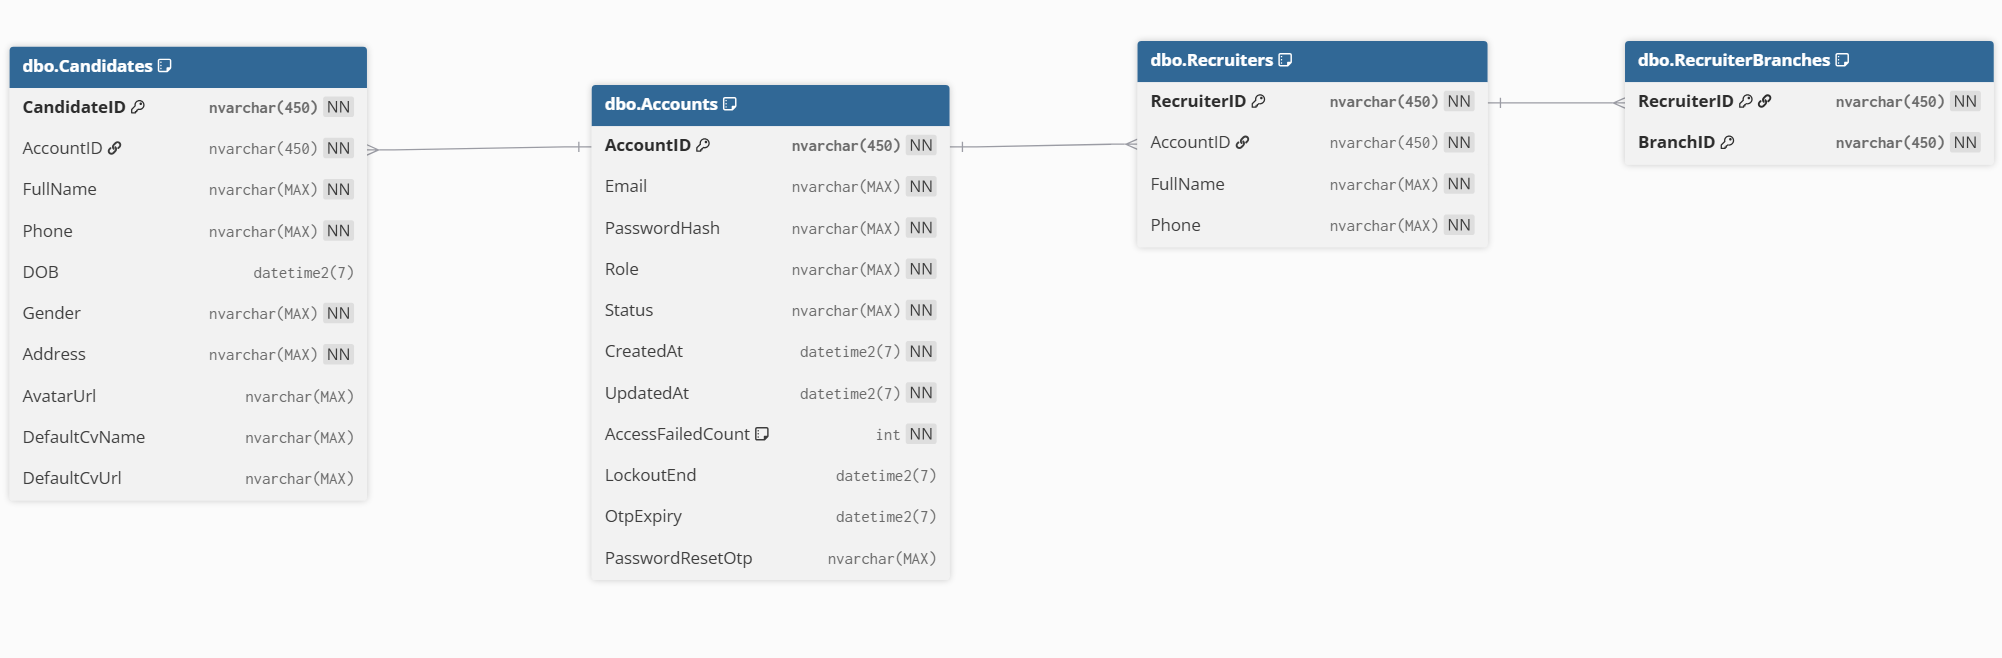 dbo.Candidates
CandidateID nvarchar(450) NN
AccountID nvarchar(450) NN
FullName nvarchar(MAX) NN
Phone nvarchar(MAX) NN
DOB datetime2(7)
Gender nvarchar(MAX) NN
Address nvarchar(MAX) NN
AvatarUrl nvarchar(MAX)
DefaultCvName nvarchar(MAX)
DefaultCvUrl nvarchar(MAX)
dbo.Accounts
AccountID nvarchar(450) NN
Email nvarchar(MAX) NN
PasswordHash nvarchar(MAX) NN
Role nvarchar(MAX) NN
Status nvarchar(MAX) NN
CreatedAt datetime2(7) NN
UpdatedAt datetime2(7) NN
AccessFailedCount int NN
LockoutEnd datetime2(7)
OtpExpiry datetime2(7)
PasswordResetOtp nvarchar(MAX)
dbo.Recruiters
RecruiterID nvarchar(450) NN
AccountID nvarchar(450) NN
FullName nvarchar(MAX) NN
Phone nvarchar(MAX) NN
dbo.RecruiterBranches
RecruiterID nvarchar(450) NN
BranchID nvarchar(450) NN